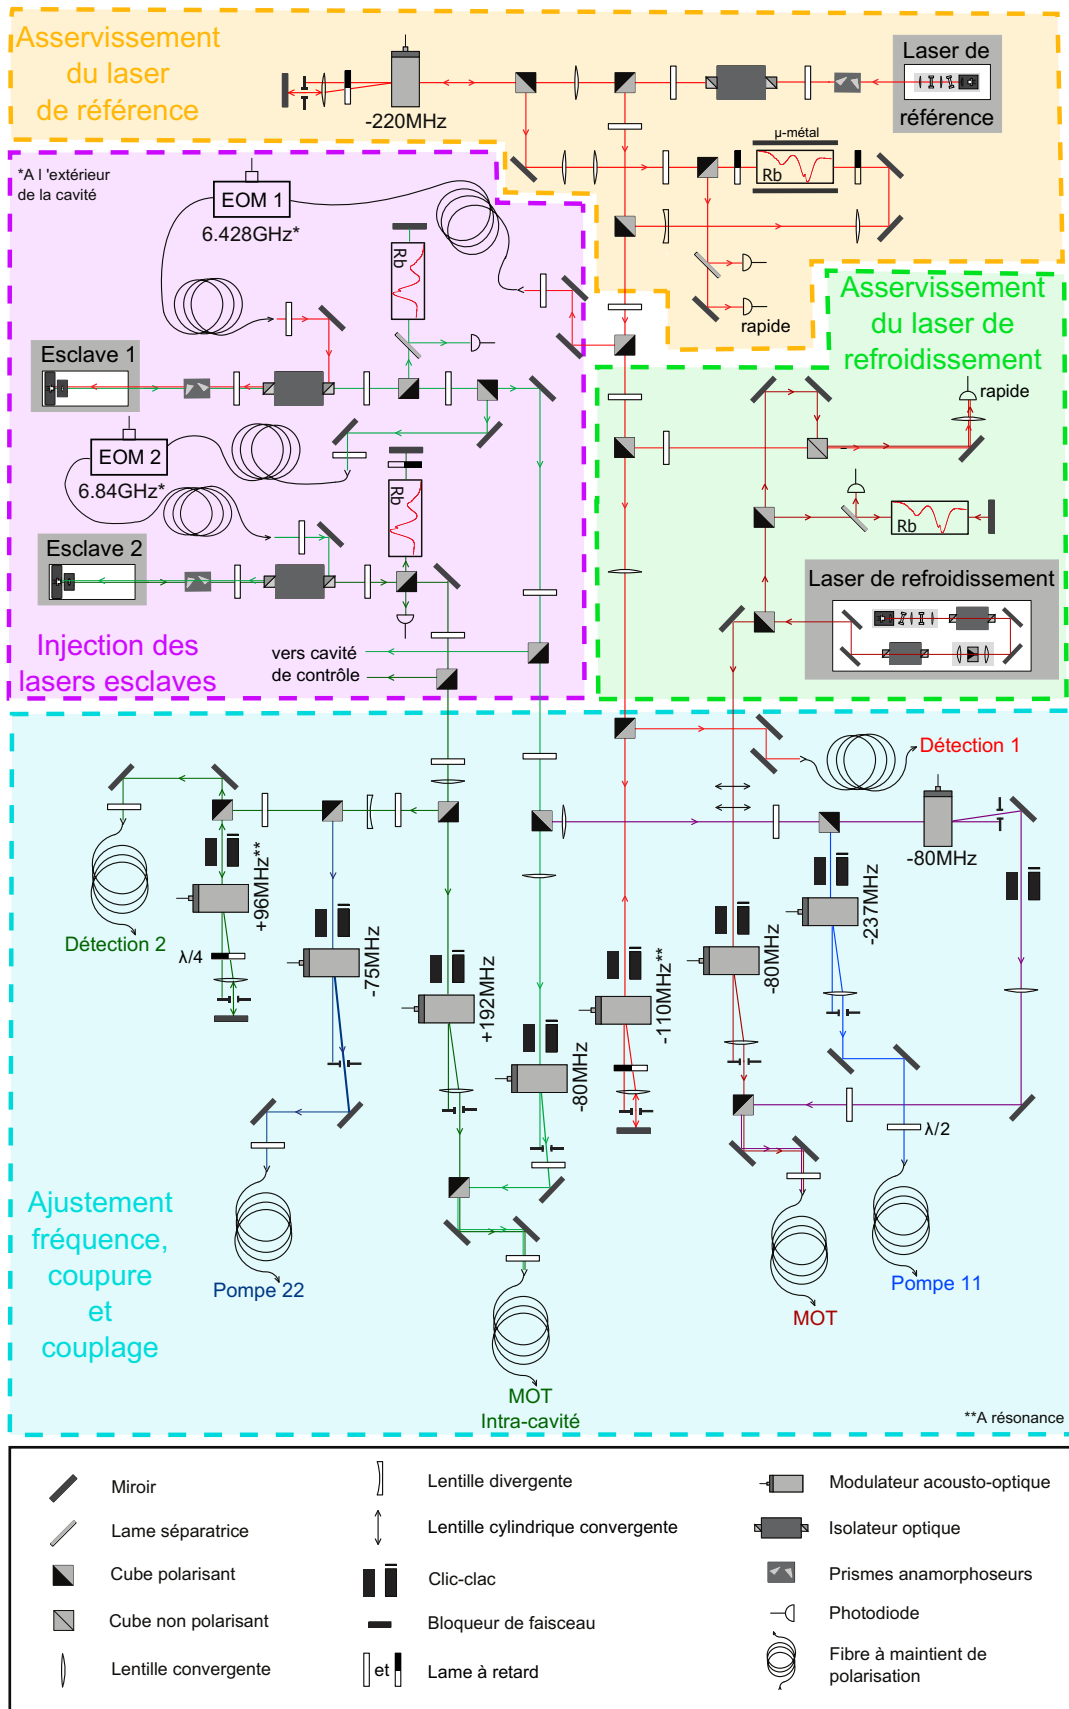 Asservissement
du laser
de référence
-220MHz
Laser de
référence
µ-métal
Rb
rapide
*A l 'extérieur
de la cavité
EOM 1
6.428GHz*
Rb
Esclave 1
EOM 2
6.84GHz*
Rb
Esclave 2
Injection des
lasers esclaves
vers cavité
de contrôle
Asservissement
du laser de
refroidissement
rapide
Rb
Laser de refroidissement
Détection 1
-80MHz
+96MHz**
Détection 2
λ/4
-75MHz
+192MHz
-80MHz
-110MHz**
-80MHz
-237MHz
λ/2
Ajustement
fréquence,
coupure
et
couplage
Pompe 22
MOT
Intra-cavité
MOT
Pompe 11
**A résonance
Miroir
Lame séparatrice
Cube polarisant
Cube non polarisant
Lentille convergente
Lentille divergente
Lentille cylindrique convergente
Clic-clac
Bloqueur de faisceau
et
Lame à retard
Modulateur acousto-optique
Isolateur optique
Prismes anamorphoseurs
Photodiode
Fibre à maintient de
polarisation